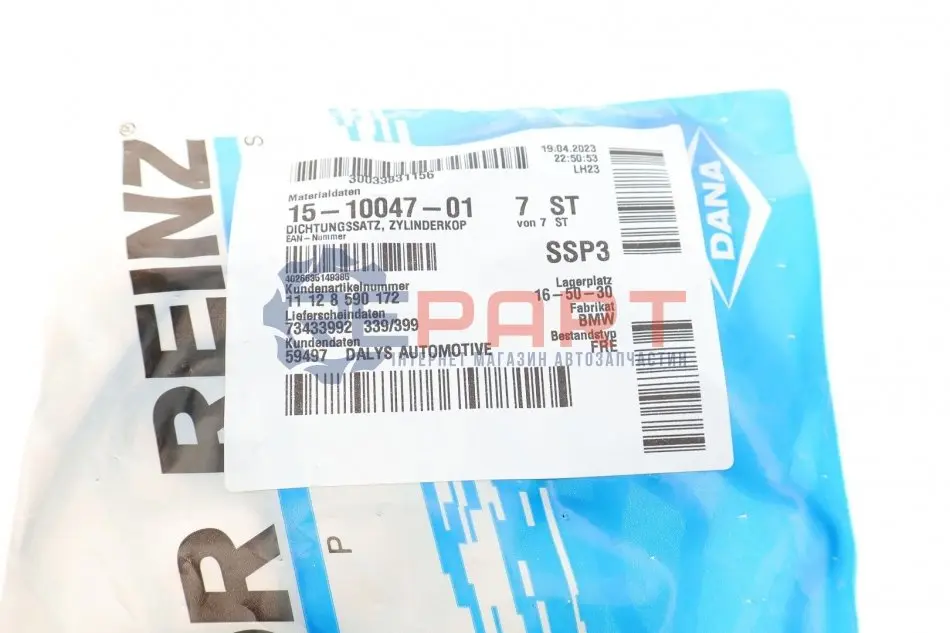 30033831156
19.04.2023
22:50:53
LH23
Materialdaten
15-10047-01 7 ST
DICHTUNGSSATZ, ZYLINDERKOP von 7 ST
EAN-Nummer
SSP3
4026635149385
Kundenartikelnummer Lagerplatz
11 12 8 590 172 16-50-30
Lieferscheindaten Fabrikat
73433992 339/399 BMW
Kundendaten Bestandstyp
59497 DALYS AUTOMOTIVE FRE
EPART
ІНТЕРНЕТ МАГАЗИН АВТОЗАПЧАСТИН
DANA
REINZ®
S
P
OR